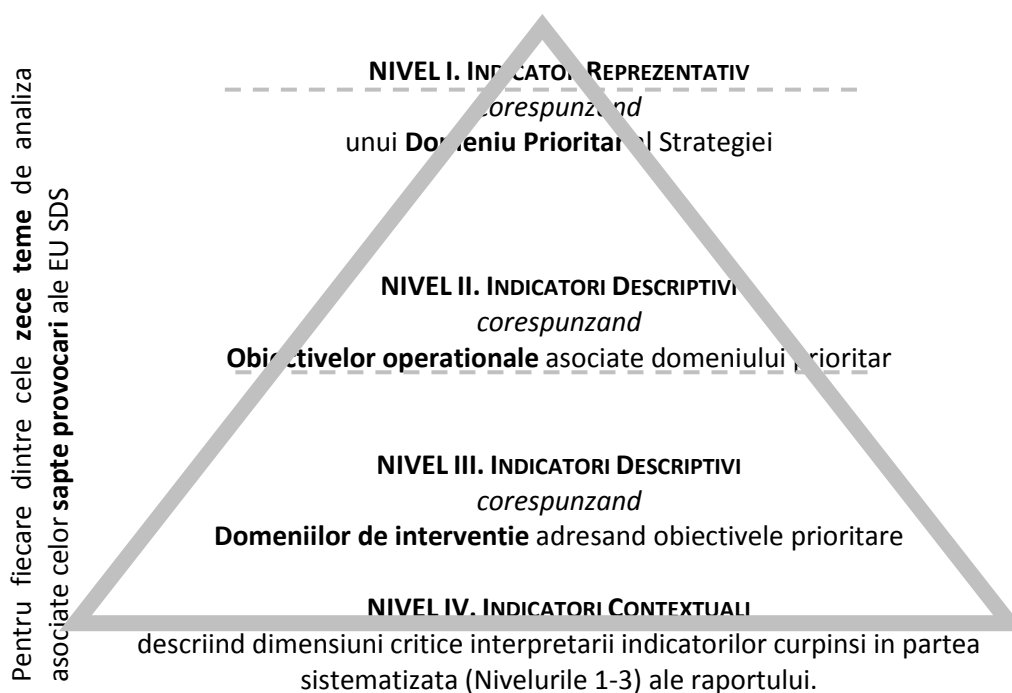 Pentru fiecare dintre cele zece teme de analiza
asociate celor sapte provocari ale EU SDS
NIVEL I. INDICATOR REPREZENTATIV
corespunzand
unui Domeniu Prioritar al Strategiei
NIVEL II. INDICATORI DESCRIPTIVI
corespunzand
Obiectivelor operationale asociate domeniului prioritar
NIVEL III. INDICATORI DESCRIPTIVI
corespunzand
Domeniilor de interventie adresand obiectivele prioritare
NIVEL IV. INDICATORI CONTEXTUALI
descriind dimensiuni critice interpretarii indicatorilor curpinsi in partea
sistematizata (Nivelurile 1-3) ale raportului.